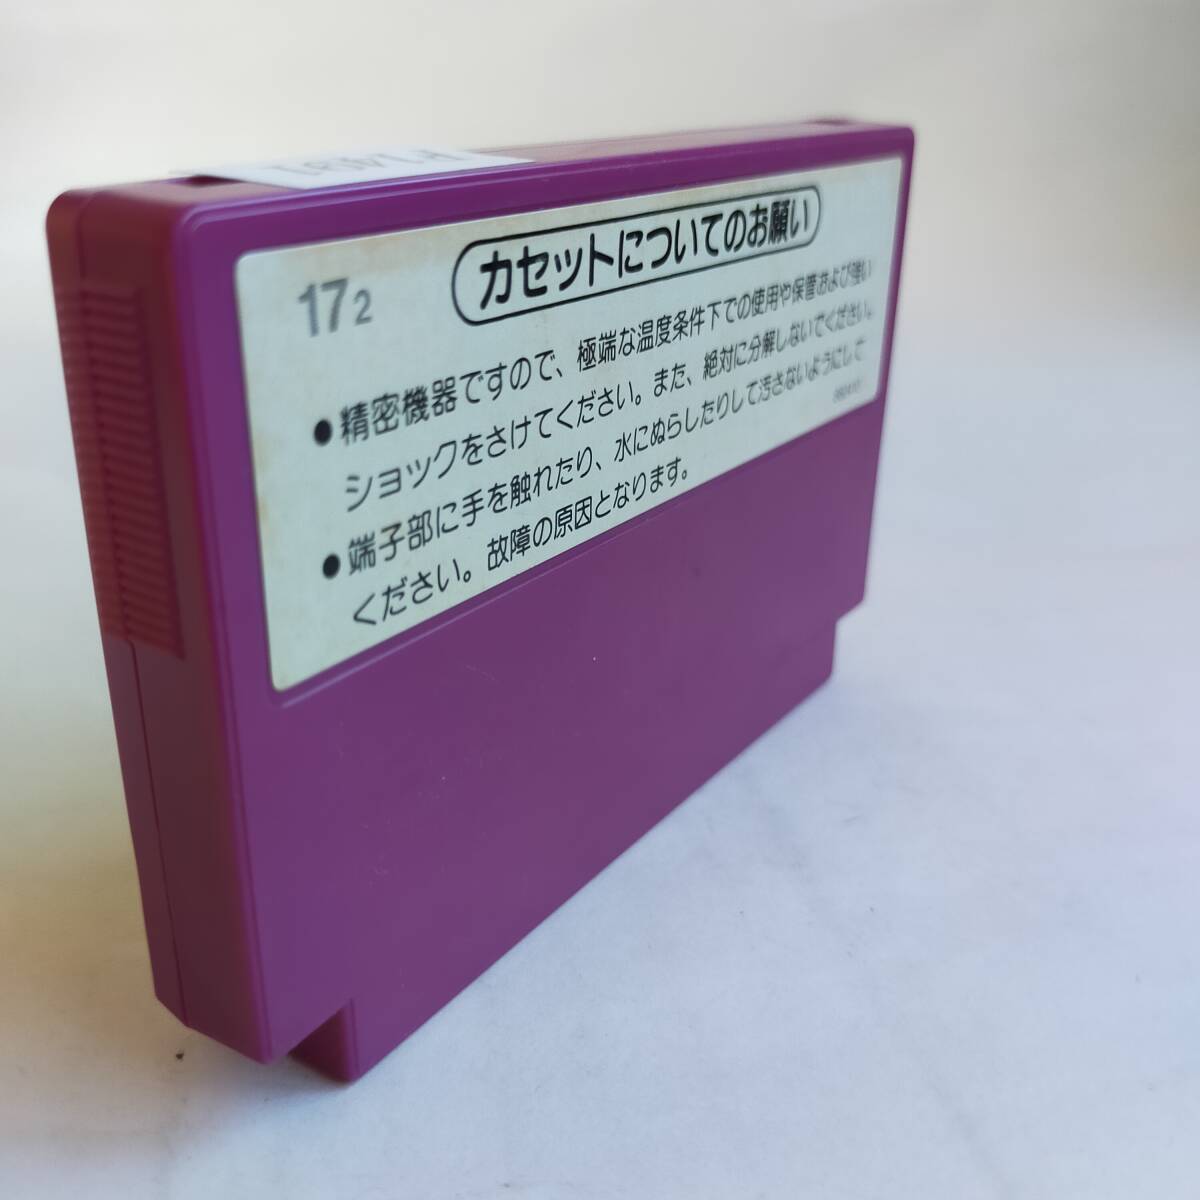 カセットについてのお願い
172
●精密機器ですので、極端な温度条件下での使用や保管および強い
ショックをさけてください。また、絶対に分解しないでください。
●端子部に手を触れたり、水にぬらしたりして汚さないようにして
ください。故障の原因となります。